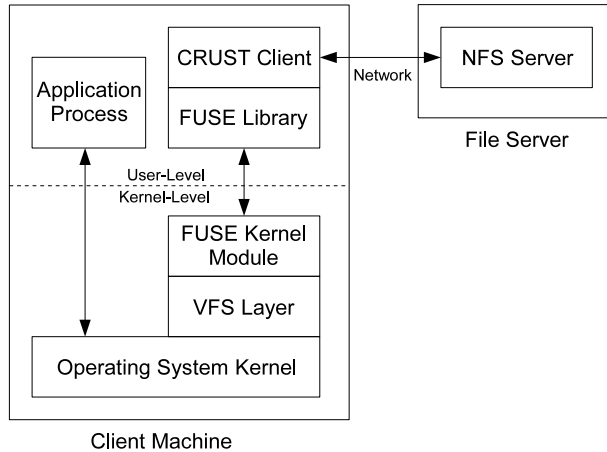 CRUST Client
FUSE Library
Application
Process
Network
NFS Server
File Server
User-Level
Kernel-Level
FUSE Kernel
Module
VFS Layer
Operating System Kernel
Client Machine